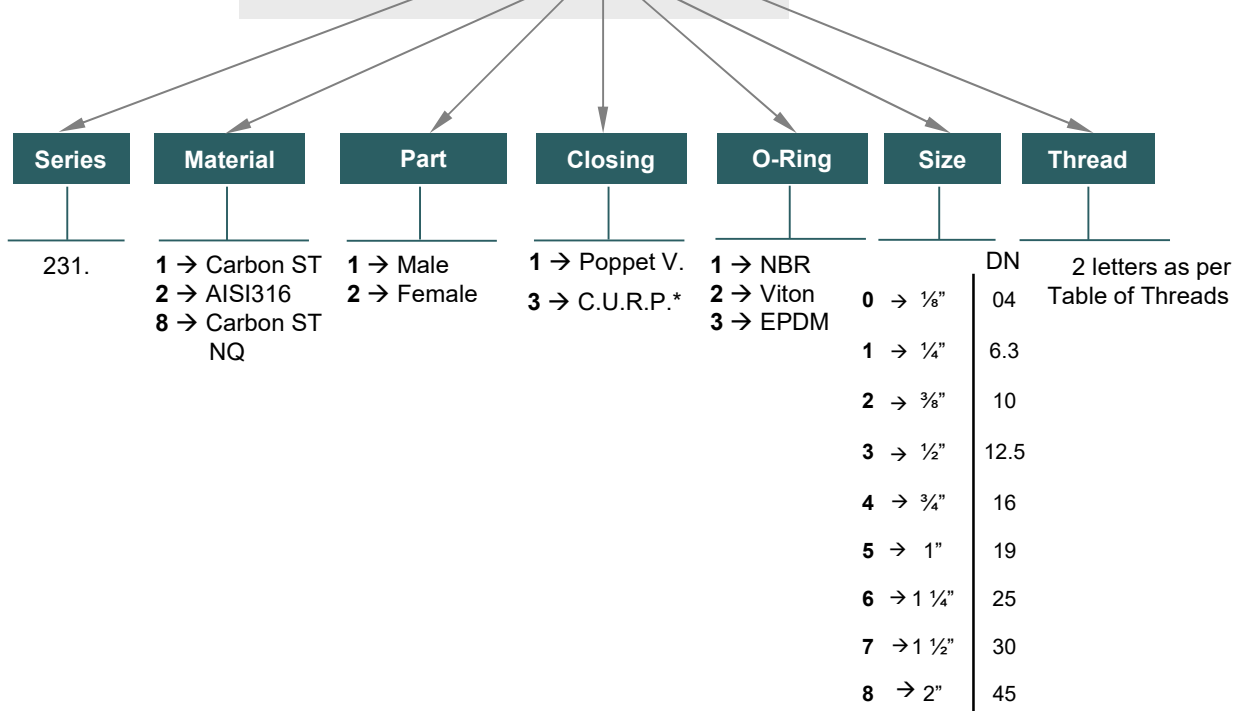 Series
Material
Part
Closing
O-Ring
Size
Thread
231.
1 → Carbon ST
2 → AISI316
8 → Carbon ST
NQ
1 → Male
2 → Female
1 → Poppet V.
3 → C.U.R.P.*
1 → NBR
2 → Viton
3 → EPDM
DN
0 → ⅛” 04
1 → ¼” 6.3
2 → ⅜” 10
3 → ½” 12.5
4 → ¾” 16
5 → 1” 19
6 → 1 ¼” 25
7 → 1 ½” 30
8 → 2” 45
2 letters as per
Table of Threads